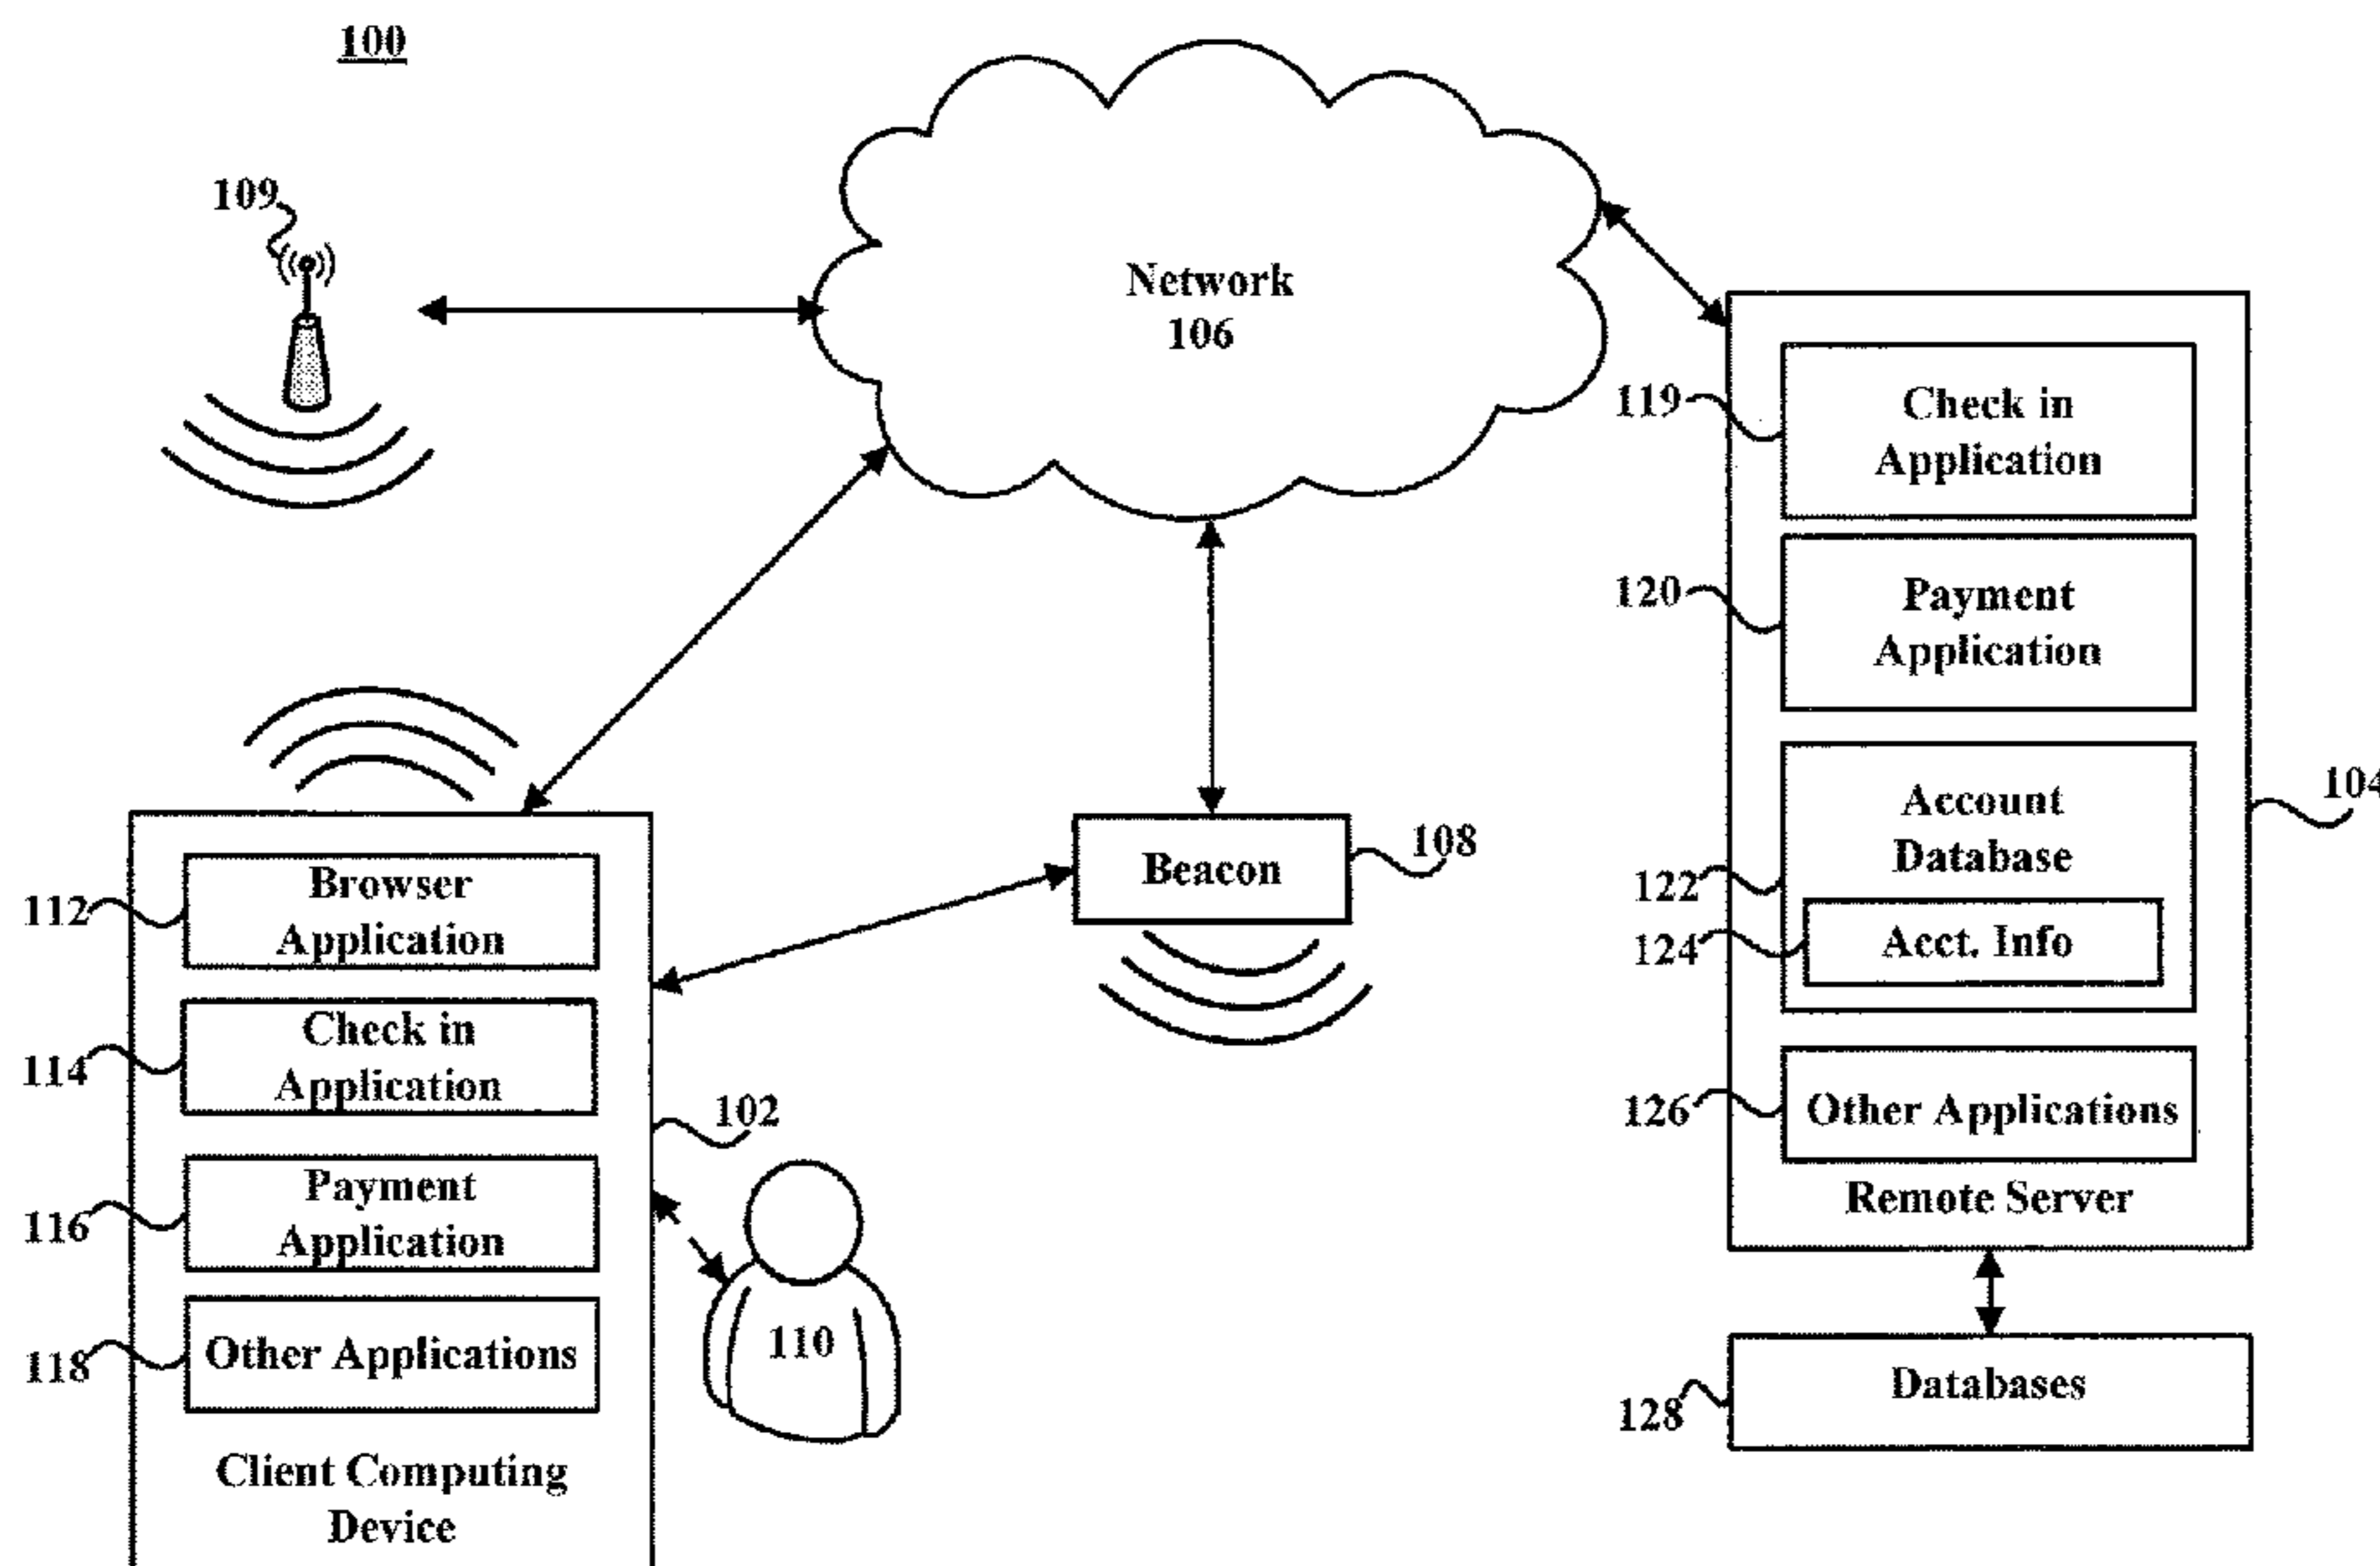 100
109
Network
106
119
Check in
Application
120
Payment
Application
122
Account
Database
124
Acct. Info
104
126
Other Applications
Remote Server
128
Databases
Beacon
108
112
Browser
Application
114
Check in
Application
102
116
Payment
Application
118
Other Applications
110
Client Computing
Device